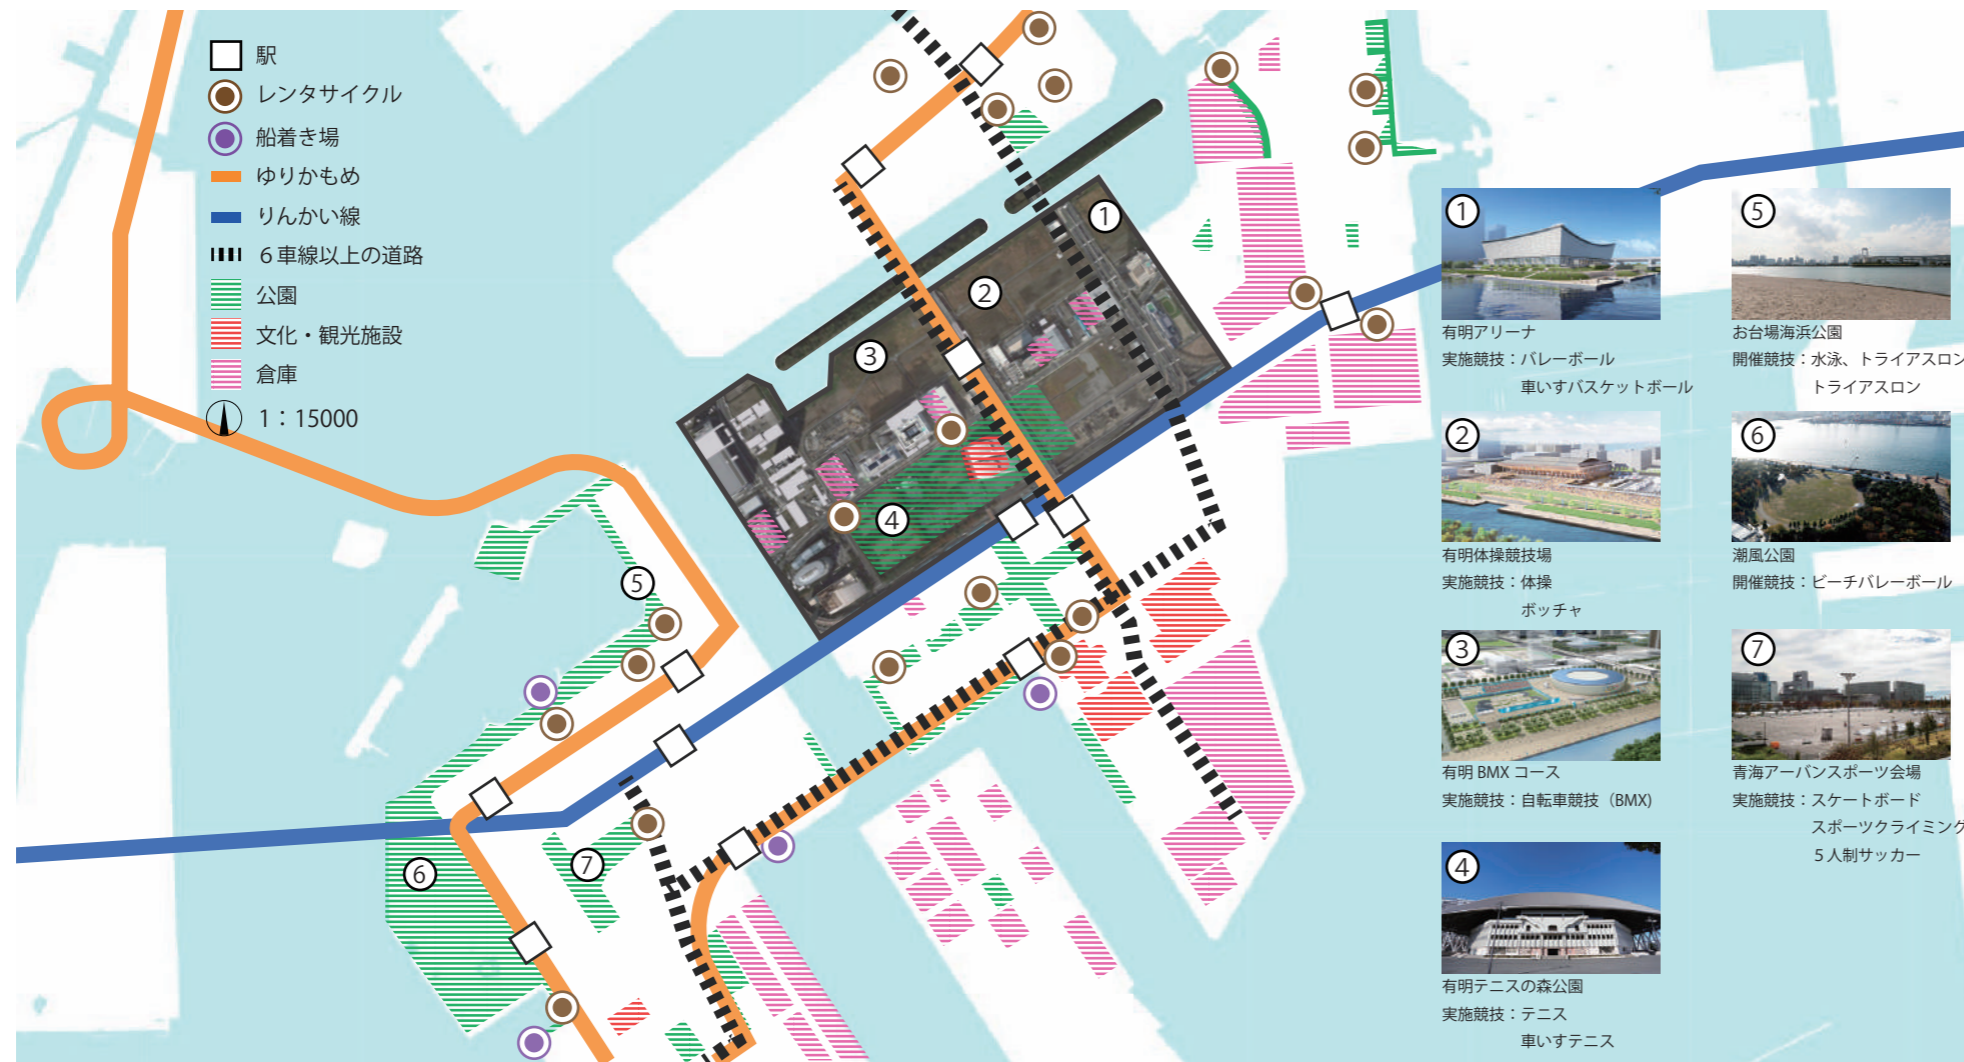 駅
レンタサイクル
船着き場
ゆりかもめ
りんかい線
６車線以上の道路
公園
文化・観光施設
倉庫
1：15000
①
②
③
④
⑤
⑥
⑦
①
有明アリーナ
実施競技：バレーボール
車いすバスケットボール
②
有明体操競技場
実施競技：体操
ボッチャ
③
有明 BMX コース
実施競技：自転車競技（BMX)
④
有明テニスの森公園
実施競技：テニス
車いすテニス
⑤
お台場海浜公園
開催競技：水泳、トライアスロン
トライアスロン
⑥
潮風公園
開催競技：ビーチバレーボール
⑦
青海アーバンスポーツ会場
実施競技：スケートボード
スポーツクライミング
５人制サッカー